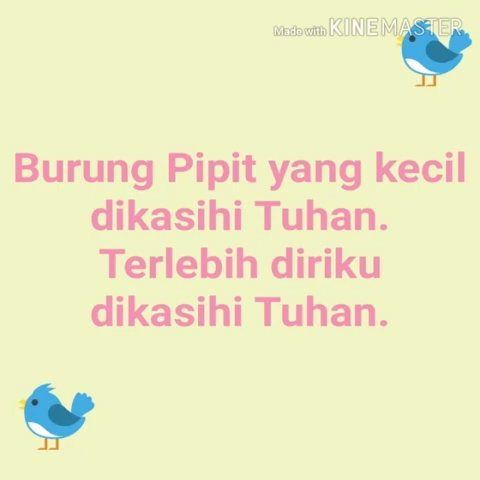 Made with KINEMASTER
Burung Pipit yang kecil
dikasihi Tuhan.
Terlebih diriku
dikasihi Tuhan.